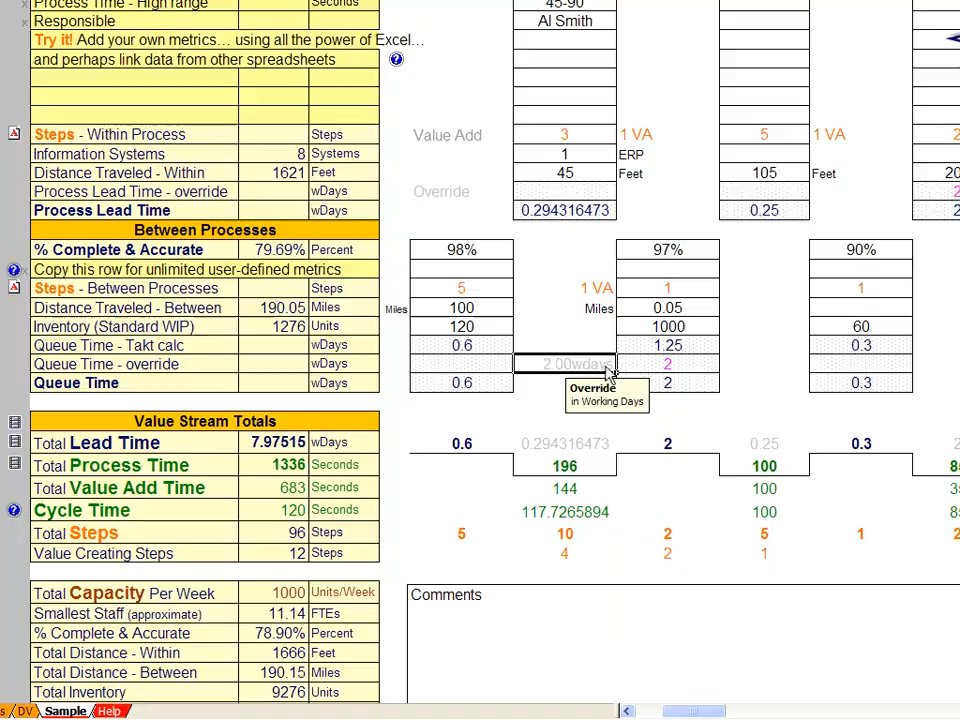 x Process Time - High range Seconds 45-90
x Responsible Al Smith
Try it! Add your own metrics… using all the power of Excel…
and perhaps link data from other spreadsheets ?
Steps - Within Process Steps Value Add 3 1 VA 5 1 VA 2
Information Systems 8 Systems 1 ERP
Distance Traveled - Within 1621 Feet 45 Feet 105 Feet 20
Process Lead Time - override wDays Override 2
Process Lead Time wDays 0.294316473 0.25 2
Between Processes
% Complete & Accurate 79.69% Percent 98% 97% 90%
? x Copy this row for unlimited user-defined metrics
Steps - Between Processes Steps 5 1 VA 1 1
Distance Traveled - Between 190.05 Miles Miles 100 Miles 0.05
Inventory (Standard WIP) 1276 Units 120 1000 60
Queue Time - Takt calc wDays 0.6 1.25 0.3
Queue Time - override wDays 2.00wdays 2
Queue Time wDays 0.6 2 0.3
Override
in Working Days
Value Stream Totals
Total Lead Time 7.97515 wDays 0.6 0.294316473 2 0.25 0.3 2
Total Process Time 1336 Seconds 196 100
Total Value Add Time 683 Seconds 144 100
? Cycle Time 120 Seconds 117.7265894 100
Total Steps 96 Steps 5 10 2 5 1 2
Value Creating Steps 12 Steps 4 2 1
Total Capacity Per Week 1000 Units/Week Comments
Smallest Staff (approximate) 11.14 FTEs
% Complete & Accurate 78.90% Percent
Total Distance - Within 1666 Feet
Total Distance - Between 190.15 Miles
Total Inventory 9276 Units
s DV Sample Help